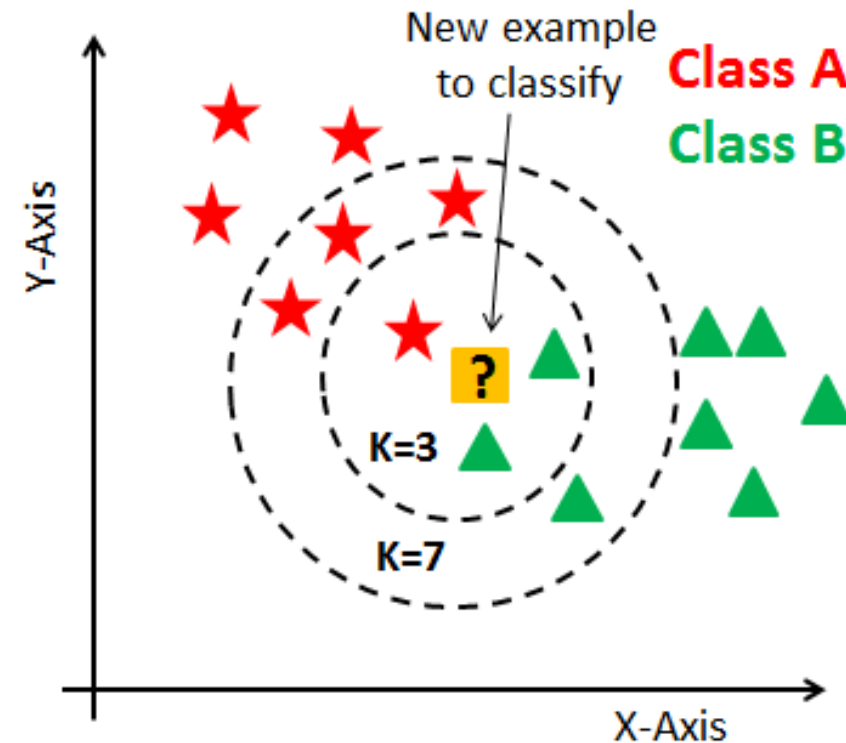 New example
to classify
Class A
Class B
Y-Axis
?
K=3
K=7
X-Axis